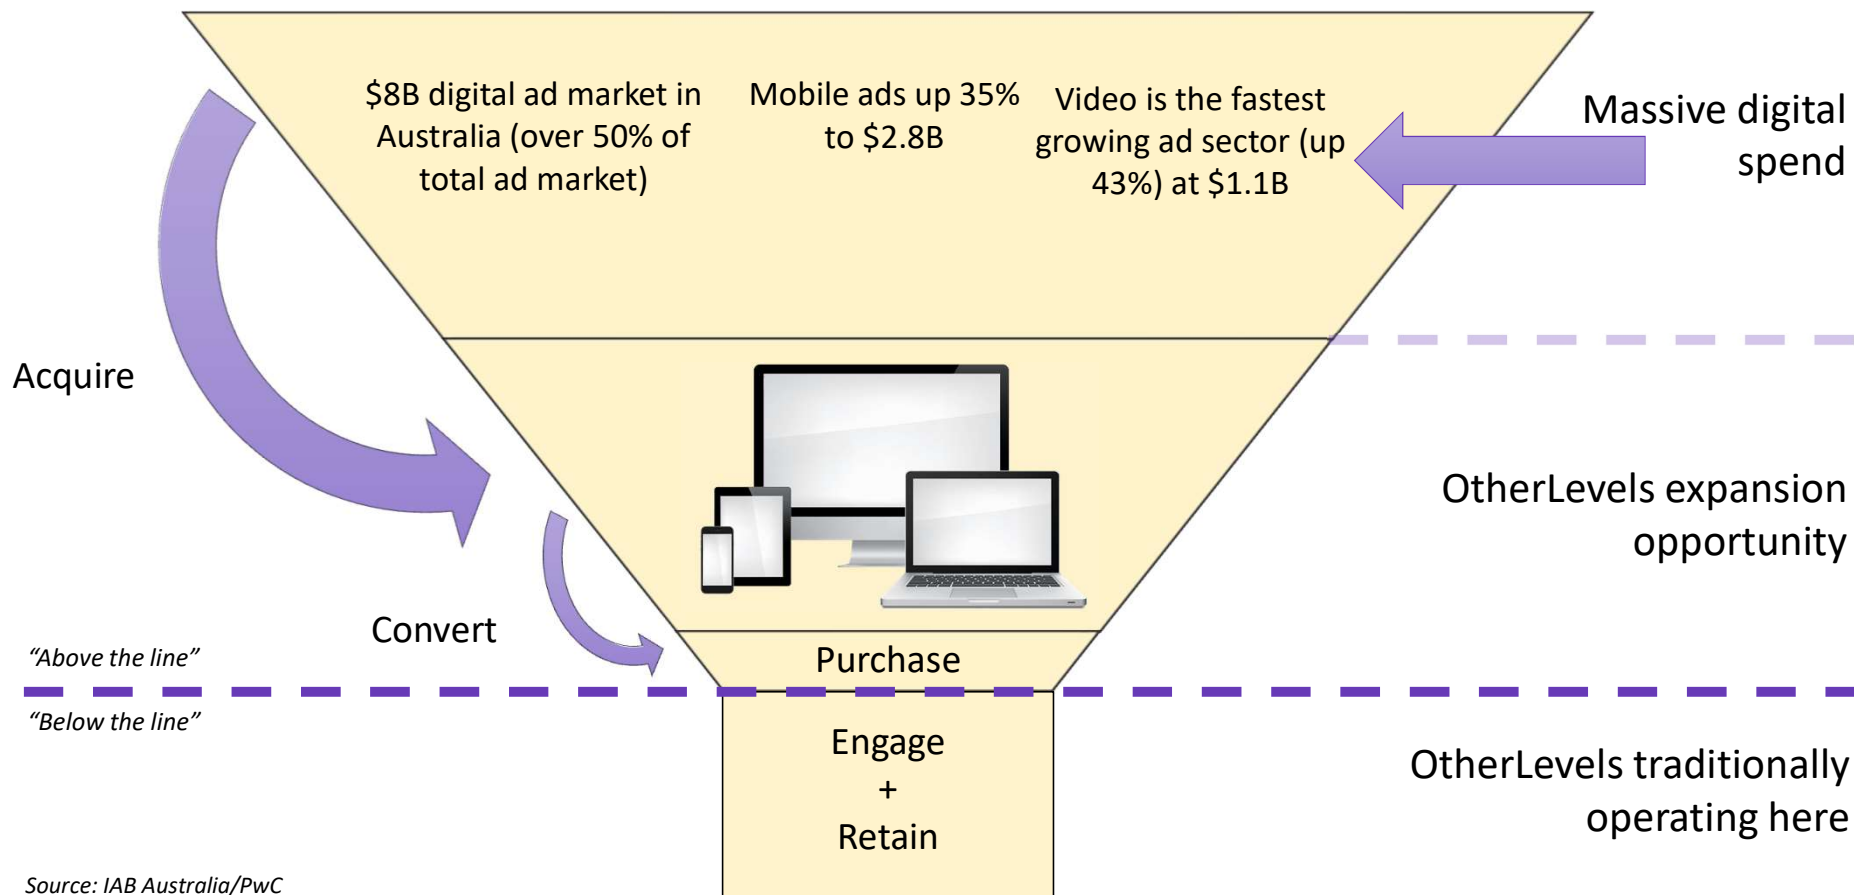 $8B digital ad market in
Australia (over 50% of
total ad market)
Mobile ads up 35%
to $2.8B
Video is the fastest
growing ad sector (up
43%) at $1.1B
Massive digital
spend
Acquire
OtherLevels expansion
opportunity
Convert
“Above the line”
Purchase
“Below the line”
Engage
+
Retain
OtherLevels traditionally
operating here
Source: IAB Australia/PwC